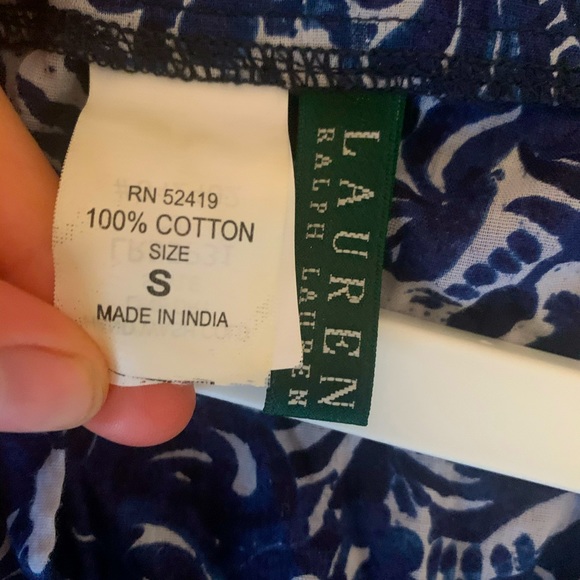 RN 52419
100% COTTON
SIZE
S
MADE IN INDIA
LAUREN
RALPH LAUREN